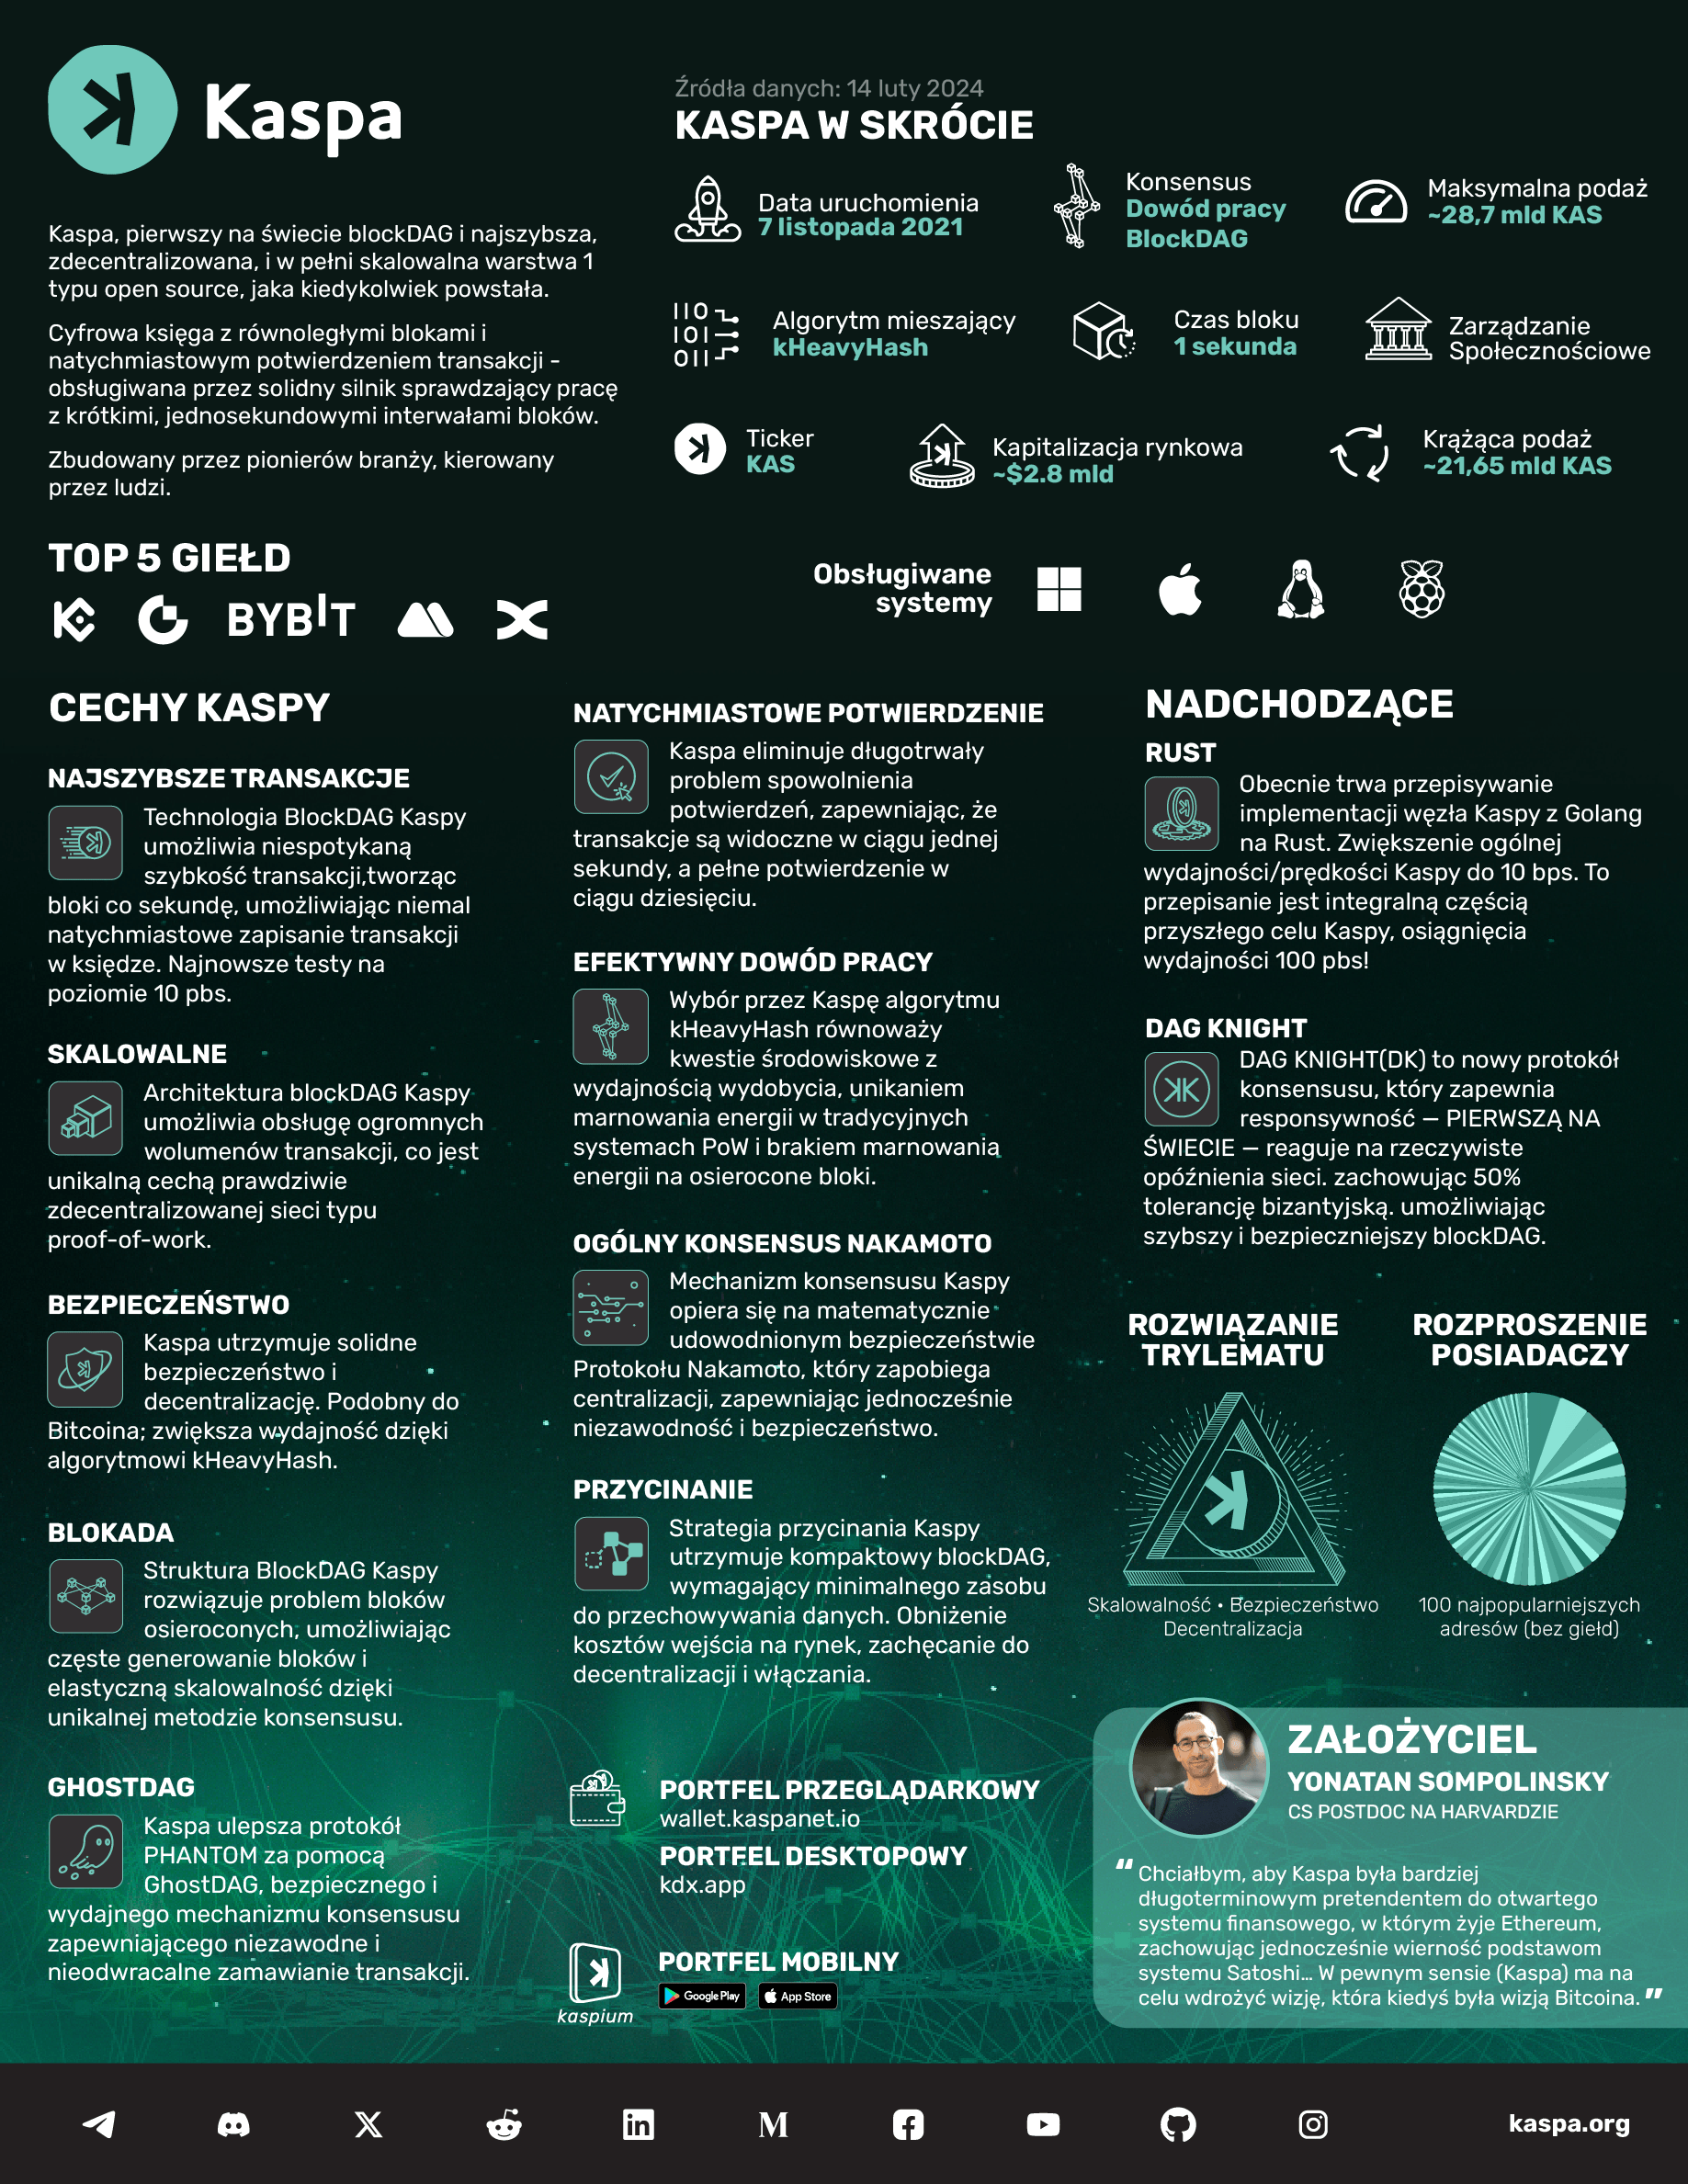 Kaspa
Kaspa, pierwszy na świecie blockDAG i najszybsza,
zdecentralizowana, i w pełni skalowalna warstwa 1
typu open source, jaka kiedykolwiek powstała.
Cyfrowa księga z równoległymi blokami i
natychmiastowym potwierdzeniem transakcji -
obsługiwana przez solidny silnik sprawdzający pracę
z krótkimi, jednosekundowymi interwałami bloków.
Zbudowany przez pionierów branży, kierowany
przez ludzi.
Źródła danych: 14 luty 2024
KASPA W SKRÓCIE
Data uruchomienia
7 listopada 2021
Konsensus
Dowód pracy
BlockDAG
Maksymalna podaż
~28,7 mld KAS
110
101
011
Algorytm mieszający
kHeavyHash
Czas bloku
1 sekunda
Zarządzanie
Społecznościowe
Ticker
KAS
Kapitalizacja rynkowa
~$2.8 mld
Krążąca podaż
~21,65 mld KAS
TOP 5 GIEŁD
BYBIT
Obsługiwane
systemy
CECHY KASPY
NAJSZYBSZE TRANSAKCJE
Technologia BlockDAG Kaspy
umożliwia niespotykaną
szybkość transakcji,tworząc
bloki co sekundę, umożliwiając niemal
natychmiastowe zapisanie transakcji
w księdze. Najnowsze testy na
poziomie 10 pbs.
SKALOWALNE
Architektura blockDAG Kaspy
umożliwia obsługę ogromnych
wolumenów transakcji, co jest
unikalną cechą prawdziwie
zdecentralizowanej sieci typu
proof-of-work.
BEZPIECZEŃSTWO
Kaspa utrzymuje solidne
bezpieczeństwo i
decentralizację. Podobny do
Bitcoina; zwiększa wydajność dzięki
algorytmowi kHeavyHash.
BLOKADA
Struktura BlockDAG Kaspy
rozwiązuje problem bloków
osieroconych, umożliwiając
częste generowanie bloków i
elastyczną skalowalność dzięki
unikalnej metodzie konsensusu.
GHOSTDAG
Kaspa ulepsza protokół
PHANTOM za pomocą
GhostDAG, bezpiecznego i
wydajnego mechanizmu konsensusu
zapewniającego niezawodne i
nieodwracalne zamawianie transakcji.
NATYCHMIASTOWE POTWIERDZENIE
Kaspa eliminuje długotrwały
problem spowolnienia
potwierdzeń, zapewniając, że
transakcje są widoczne w ciągu jednej
sekundy, a pełne potwierdzenie w
ciągu dziesięciu.
EFEKTYWNY DOWÓD PRACY
Wybór przez Kaspę algorytmu
kHeavyHash równoważy
kwestie środowiskowe z
wydajnością wydobycia, unikaniem
marnowania energii w tradycyjnych
systemach PoW i brakiem marnowania
energii na osierocone bloki.
OGÓLNY KONSENSUS NAKAMOTO
Mechanizm konsensusu Kaspy
opiera się na matematycznie
udowodnionym bezpieczeństwie
Protokołu Nakamoto, który zapobiega
centralizacji, zapewniając jednocześnie
niezawodność i bezpieczeństwo.
PRZYCINANIE
Strategia przycinania Kaspy
utrzymuje kompaktowy blockDAG,
wymagający minimalnego zasobu
do przechowywania danych. Obniżenie
kosztów wejścia na rynek, zachęcanie do
decentralizacji i włączania.
PORTFEL PRZEGLĄDARKOWY
wallet.kaspanet.io
PORTFEL DESKTOPOWY
kdx.app
PORTFEL MOBILNY
Google Play
App Store
kaspium
NADCHODZĄCE
RUST
Obecnie trwa przepisywanie
implementacji węzła Kaspy z Golang
na Rust. Zwiększenie ogólnej
wydajności/prędkości Kaspy do 10 bps. To
przepisanie jest integralną częścią
przyszłego celu Kaspy, osiągnięcia
wydajności 100 pbs!
DAG KNIGHT
DAG KNIGHT(DK) to nowy protokół
konsensusu, który zapewnia
responsywność — PIERWSZĄ NA
ŚWIECIE — reaguje na rzeczywiste
opóźnienia sieci. zachowując 50%
tolerancję bizantyjską. umożliwiając
szybszy i bezpieczniejszy blockDAG.
ROZWIĄZANIE
TRYLEMATU
Skalowalność • Bezpieczeństwo
Decentralizacja
ROZPROSZENIE
POSIADACZY
100 najpopularniejszych
adresów (bez giełd)
ZAŁOŻYCIEL
YONATAN SOMPOLINSKY
CS POSTDOC NA HARVARDZIE
"Chciałbym, aby Kaspa była bardziej
długoterminowym pretendentem do otwartego
systemu finansowego, w którym żyje Ethereum,
zachowując jednocześnie wierność podstawom
systemu Satoshi... W pewnym sensie (Kaspa) ma na
celu wdrożyć wizję, która kiedyś była wizją Bitcoina."
kaspa.org